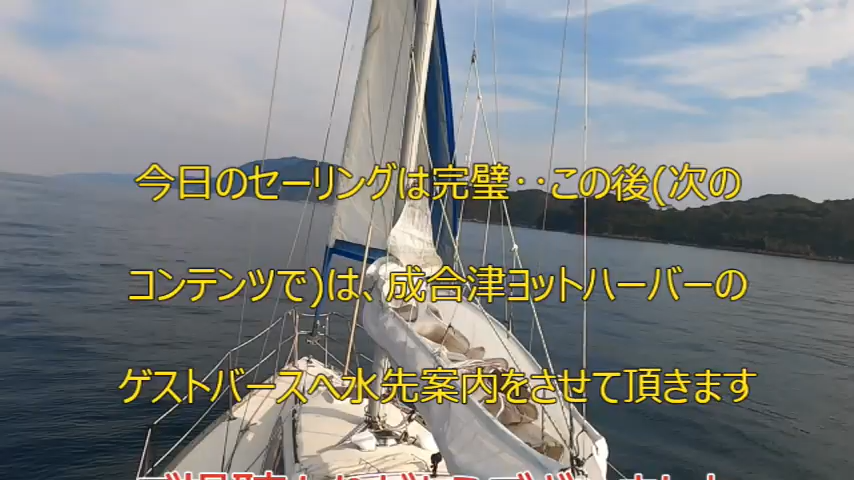 今日のセーリングは完璧‥この後(次の
コンテンツで)は、成合津ヨットハーバーの
ゲストバースへ水先案内をさせて頂きます